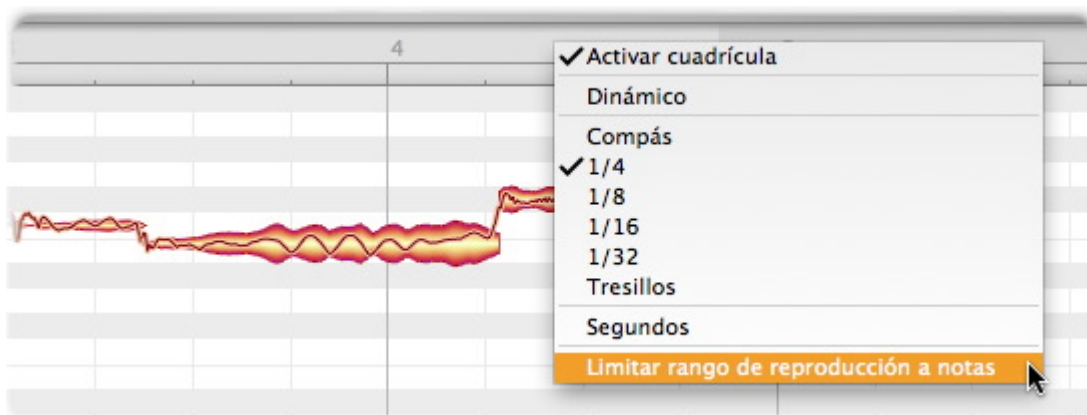 4
Activar cuadrícula
Dinámico
Compás
1/4
1/8
1/16
1/32
Tresillos
Segundos
Limitar rango de reproducción a notas